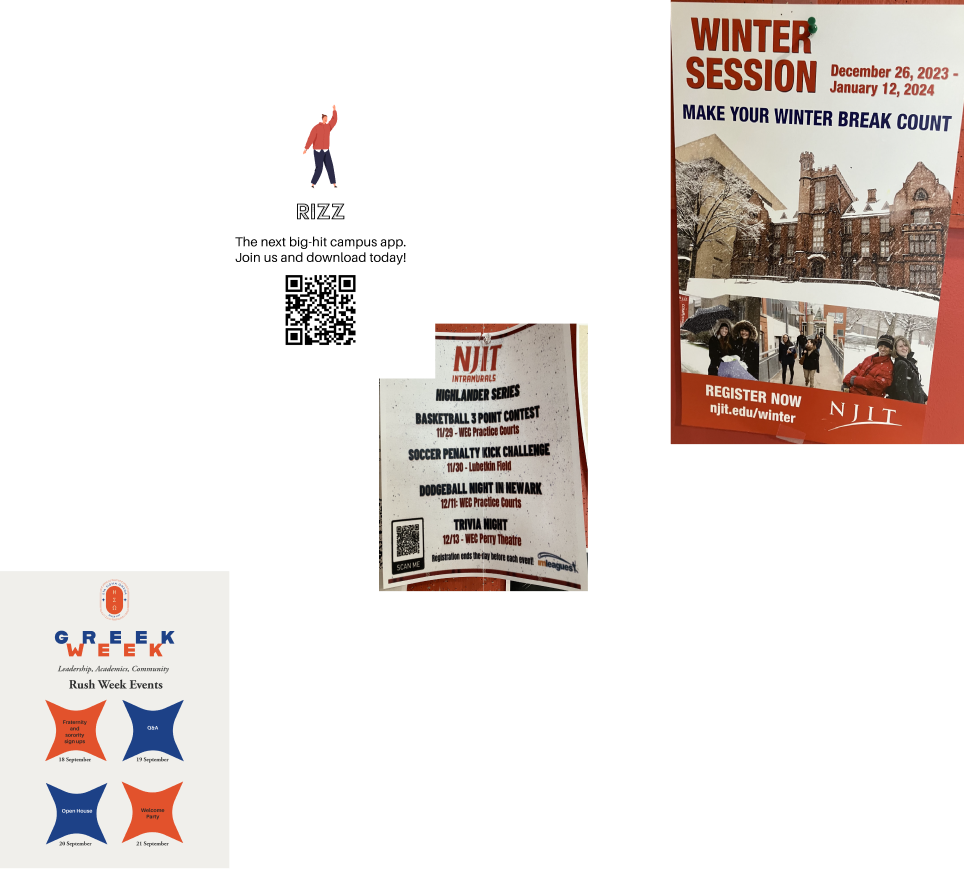 WINTER
SESSION
December 26, 2023 -
January 12, 2024
MAKE YOUR WINTER BREAK COUNT
REGISTER NOW
njit.edu/winter
NJIT
RIZZ
The next big-hit campus app.
Join us and download today!
NJIT
INTRAMURALS
HIGHLANDER SERIES
BASKETBALL 3 POINT CONTEST
11/29 - WEC Practice Courts
SOCCER PENALTY KICK CHALLENGE
11/30 - Lubetkin Field
DODGEBALL NIGHT IN NEWARK
12/11: WEC Practice Courts
TRIVIA NIGHT
12/13 - WEC Perry Theatre
Registration ends the day before each event!
SCAN ME
imleagues
GREEK
WEEK
Leadership, Academics, Community
Rush Week Events
Fraternity
and
sorority
sign ups
18 September
Q&A
19 September
Open House
20 September
Welcome
Party
21 September